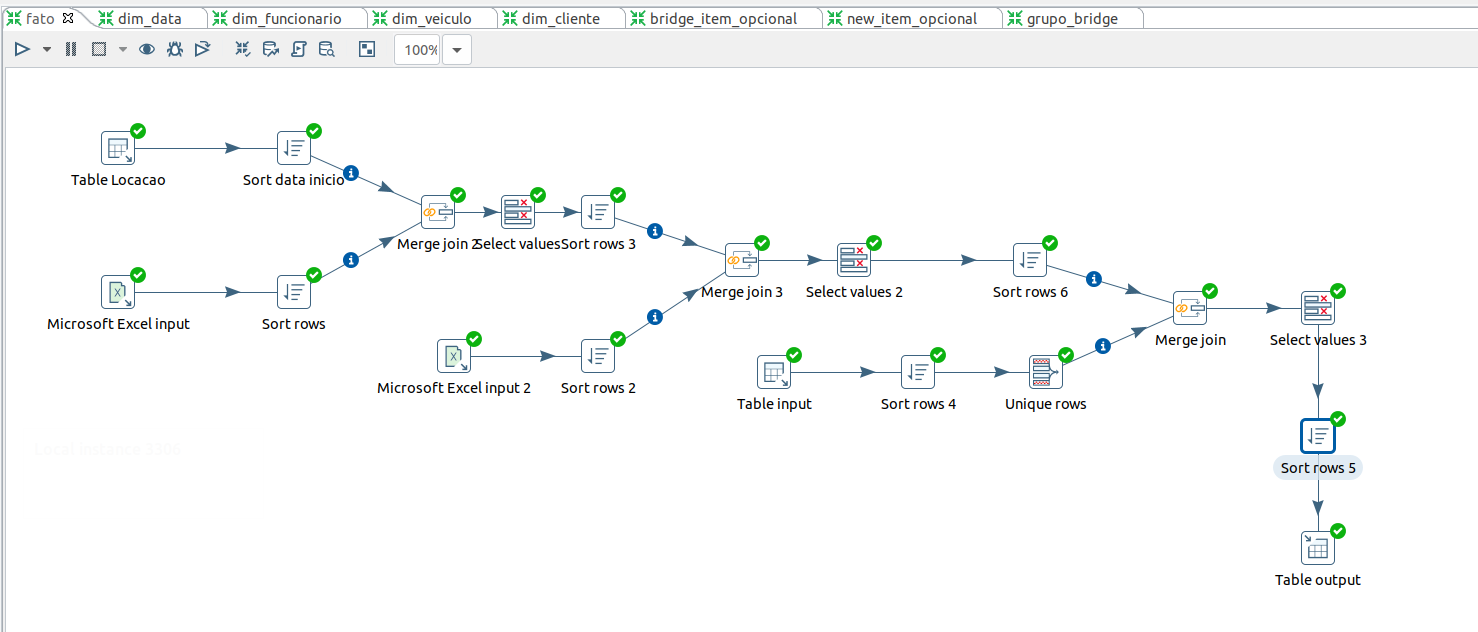 fato dim_data dim_funcionario dim_veiculo dim_cliente bridge_item_opcional new_item_opcional grupo_bridge
100%
Table Locacao
Sort data inicio
Merge join 2
Select values
Sort rows 3
Microsoft Excel input
Sort rows
Merge join 3
Select values 2
Sort rows 6
Microsoft Excel input 2
Sort rows 2
Table input
Sort rows 4
Unique rows
Merge join
Select values 3
Local instance 3306
Sort rows 5
Table output